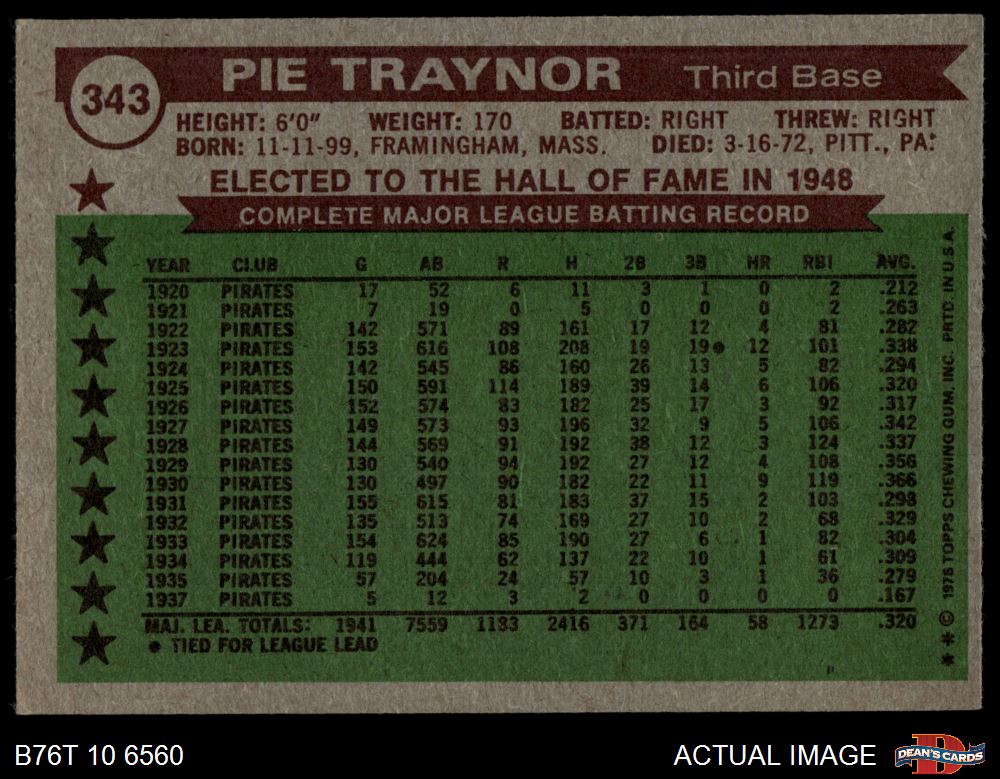 343
PIE TRAYNOR Third Base
HEIGHT: 6'0" WEIGHT: 170 BATTED: RIGHT THREW: RIGHT
BORN: 11-11-99, FRAMINGHAM, MASS. DIED: 3-16-72, PITT., PA.
ELECTED TO THE HALL OF FAME IN 1948
COMPLETE MAJOR LEAGUE BATTING RECORD
YEAR CLUB G AB R H 2B 3B HR RBI AVG.
1920 PIRATES 17 52 6 11 3 1 0 2 .212
1921 PIRATES 7 19 0 5 0 0 0 2 .263
1922 PIRATES 142 571 89 161 17 12 4 81 .282
1923 PIRATES 153 616 108 208 19 19● 12 101 .338
1924 PIRATES 142 545 86 160 26 13 5 82 .294
1925 PIRATES 150 591 114 189 39 14 6 106 .320
1926 PIRATES 152 574 83 182 25 17 3 92 .317
1927 PIRATES 149 573 93 196 32 9 5 106 .342
1928 PIRATES 144 569 91 192 38 12 3 124 .337
1929 PIRATES 130 540 94 192 27 12 4 108 .356
1930 PIRATES 130 497 90 182 22 11 9 119 .366
1931 PIRATES 155 615 81 183 37 15 2 103 .298
1932 PIRATES 135 513 74 169 27 10 2 68 .329
1933 PIRATES 154 624 85 190 27 6 1 82 .304
1934 PIRATES 119 444 62 137 22 10 1 61 .309
1935 PIRATES 57 204 24 57 10 3 1 36 .279
1937 PIRATES 5 12 3 2 0 0 0 0 .167
MAJ. LEA. TOTALS: 1941 7559 1183 2416 371 164 58 1273 .320
● TIED FOR LEAGUE LEAD
* * © 1975 TOPPS CHEWING GUM, INC. PRTD. IN U.S.A.
B76T 10 6560
ACTUAL IMAGE
DEAN'S CARDS